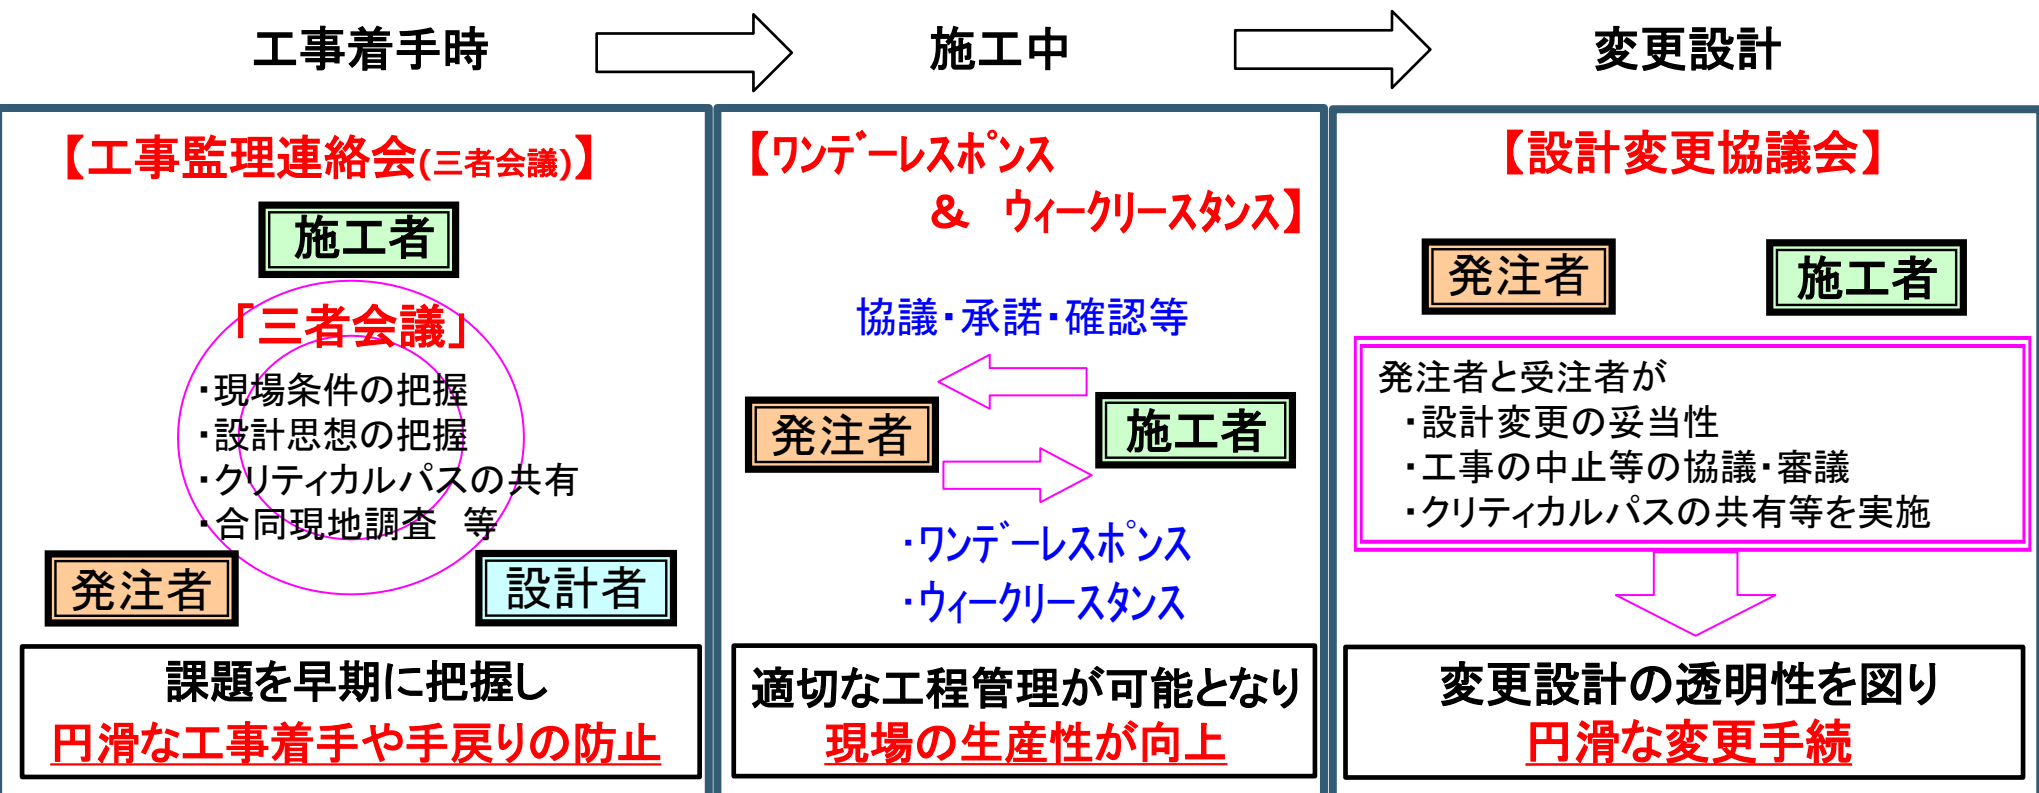 工事着手時
施工中
変更設計
【工事監理連絡会(三者会議)】
施工者
「三者会議」
・現場条件の把握
・設計思想の把握
・クリティカルパスの共有
・合同現地調査 等
発注者
設計者
課題を早期に把握し
円滑な工事着手や手戻りの防止
【ワンデーレスポンス
& ウィークリースタンス】
協議・承諾・確認等
発注者
施工者
・ワンデーレスポンス
・ウィークリースタンス
適切な工程管理が可能となり
現場の生産性が向上
【設計変更協議会】
発注者
施工者
発注者と受注者が
・設計変更の妥当性
・工事の中止等の協議・審議
・クリティカルパスの共有等を実施
変更設計の透明性を図り
円滑な変更手続